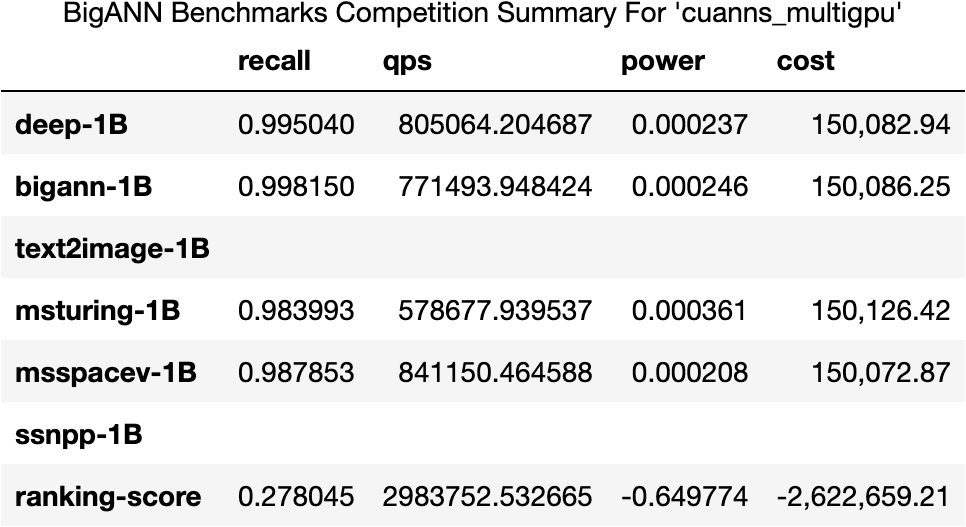 BigANN Benchmarks Competition Summary For 'cuanns_multigpu'
recall qps power cost
deep-1B 0.995040 805064.204687 0.000237 150,082.94
bigann-1B 0.998150 771493.948424 0.000246 150,086.25
text2image-1B
msturing-1B 0.983993 578677.939537 0.000361 150,126.42
msspacev-1B 0.987853 841150.464588 0.000208 150,072.87
ssnpp-1B
ranking-score 0.278045 2983752.532665 -0.649774 -2,622,659.21